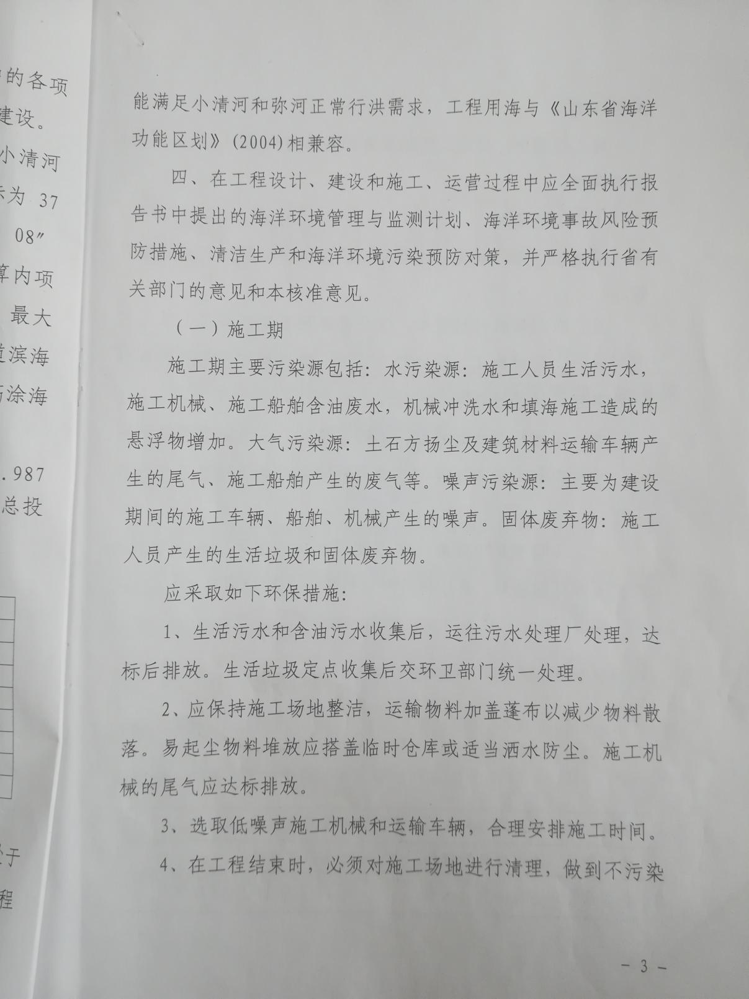 的各项
建设。
小清河
为 37
08″
算内项
最大
滨海
涂海
.987
总投
于
程
能满足小清河和弥河正常行洪需求，工程用海与《山东省海洋
功能区划》(2004)相兼容。
四、在工程设计、建设和施工、运营过程中应全面执行报
告书中提出的海洋环境管理与监测计划、海洋环境事故风险预
防措施、清洁生产和海洋环境污染预防对策，并严格执行省有
关部门的意见和本核准意见。
（一）施工期
施工期主要污染源包括：水污染源：施工人员生活污水，
施工机械、施工船舶含油废水，机械冲洗水和填海施工造成的
悬浮物增加。大气污染源：土石方扬尘及建筑材料运输车辆产
生的尾气、施工船舶产生的废气等。噪声污染源：主要为建设
期间的施工车辆、船舶、机械产生的噪声。固体废弃物：施工
人员产生的生活垃圾和固体废弃物。
应采取如下环保措施：
1、生活污水和含油污水收集后，运往污水处理厂处理，达
标后排放。生活垃圾定点收集后交环卫部门统一处理。
2、应保持施工场地整洁，运输物料加盖蓬布以减少物料散
落。易起尘物料堆放应搭盖临时仓库或适当洒水防尘。施工机
械的尾气应达标排放。
3、选取低噪声施工机械和运输车辆，合理安排施工时间。
4、在工程结束时，必须对施工场地进行清理，做到不污染
- 3 -